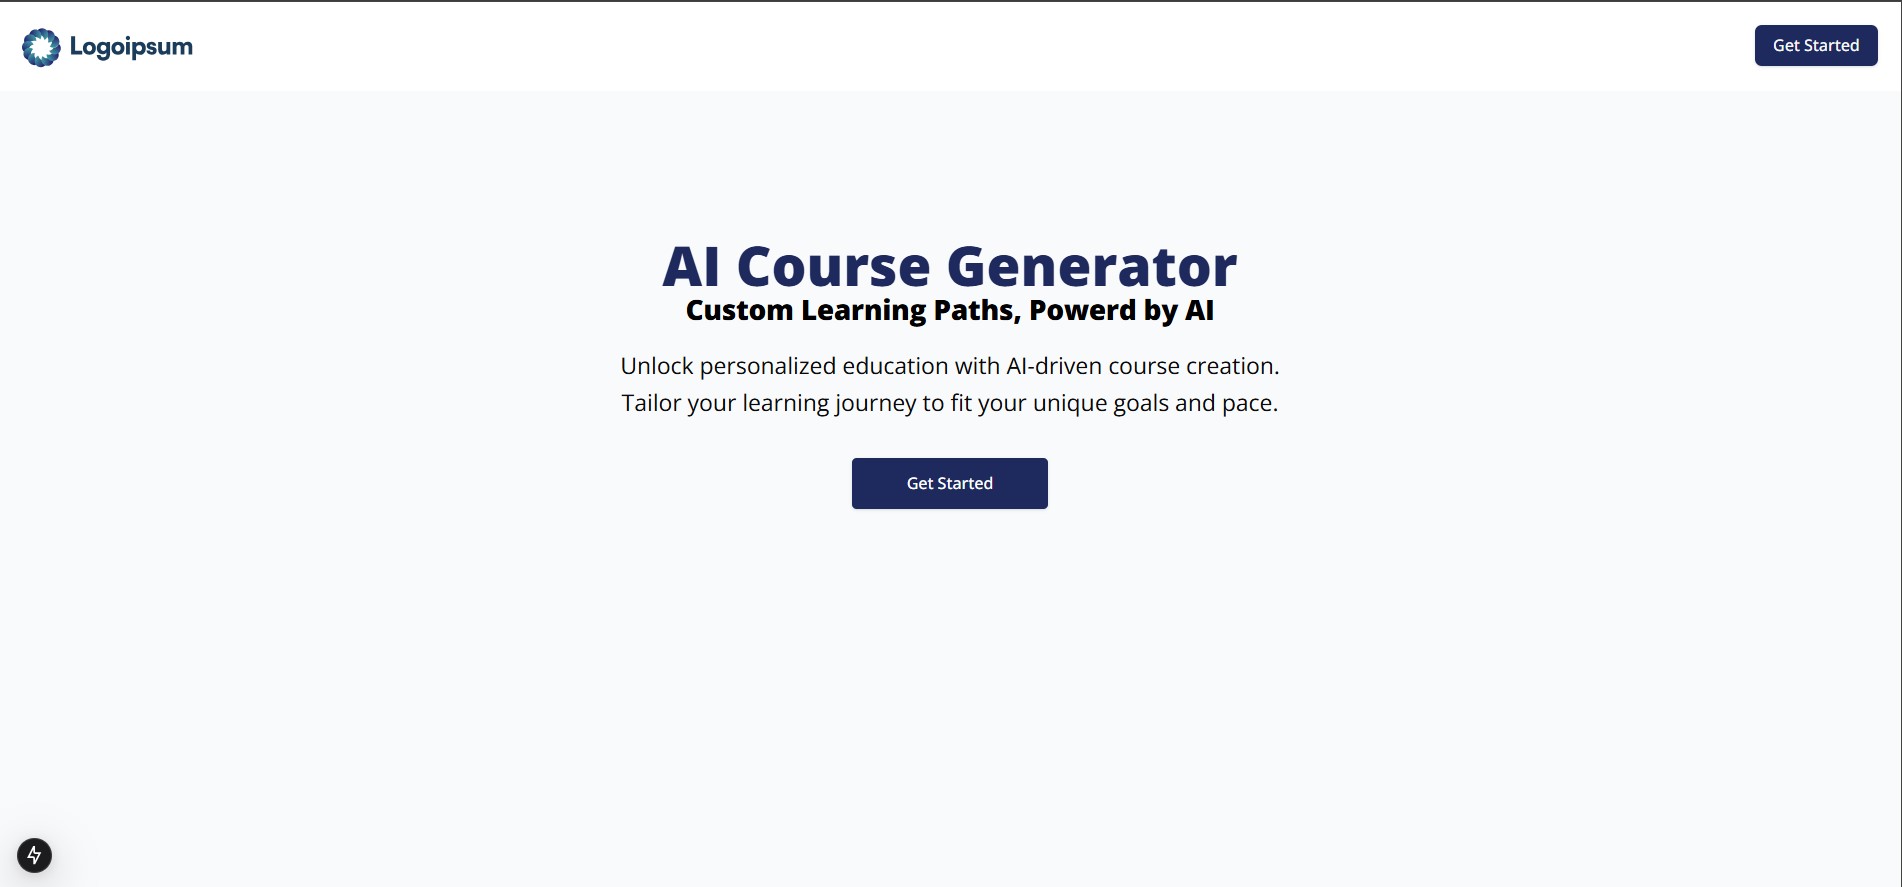 Logoipsum
Get Started
AI Course Generator
Custom Learning Paths, Powerd by AI
Unlock personalized education with AI-driven course creation.
Tailor your learning journey to fit your unique goals and pace.
Get Started